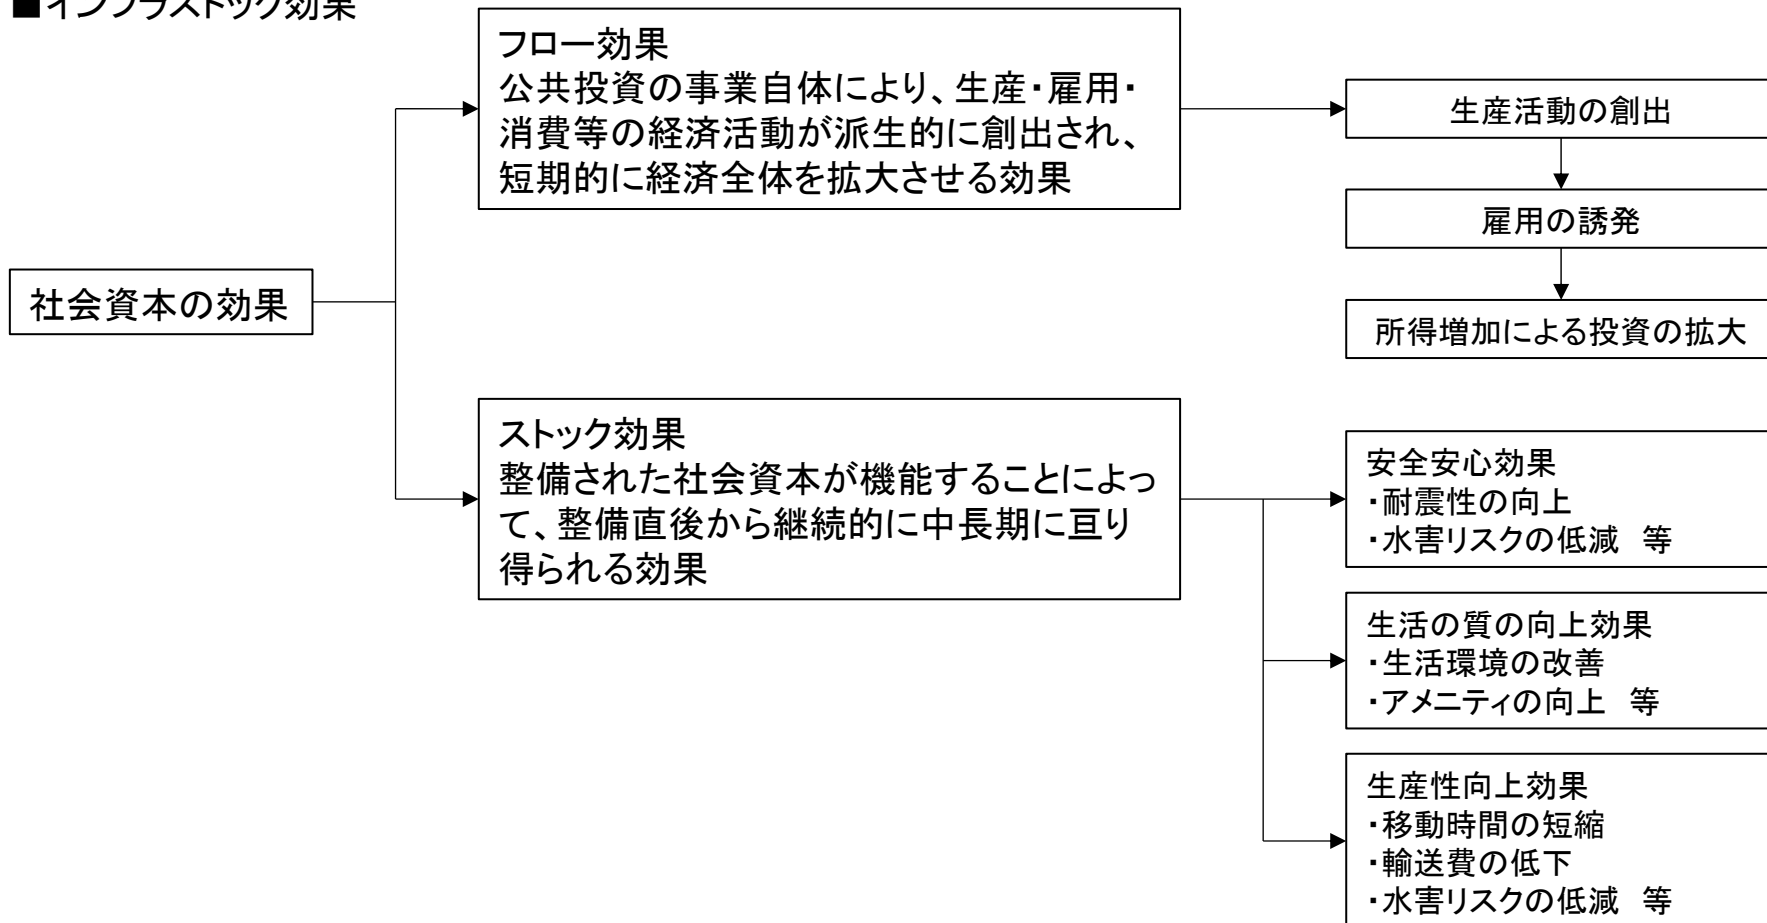 ■インフラストック効果
フロー効果
公共投資の事業自体により、生産・雇用・
消費等の経済活動が派生的に創出され、
短期的に経済全体を拡大させる効果
生産活動の創出
雇用の誘発
所得増加による投資の拡大
社会資本の効果
ストック効果
整備された社会資本が機能することによっ
て、整備直後から継続的に中長期に亘り
得られる効果
安全安心効果
・耐震性の向上
・水害リスクの低減　等
生活の質の向上効果
・生活環境の改善
・アメニティの向上　等
生産性向上効果
・移動時間の短縮
・輸送費の低下
・水害リスクの低減　等